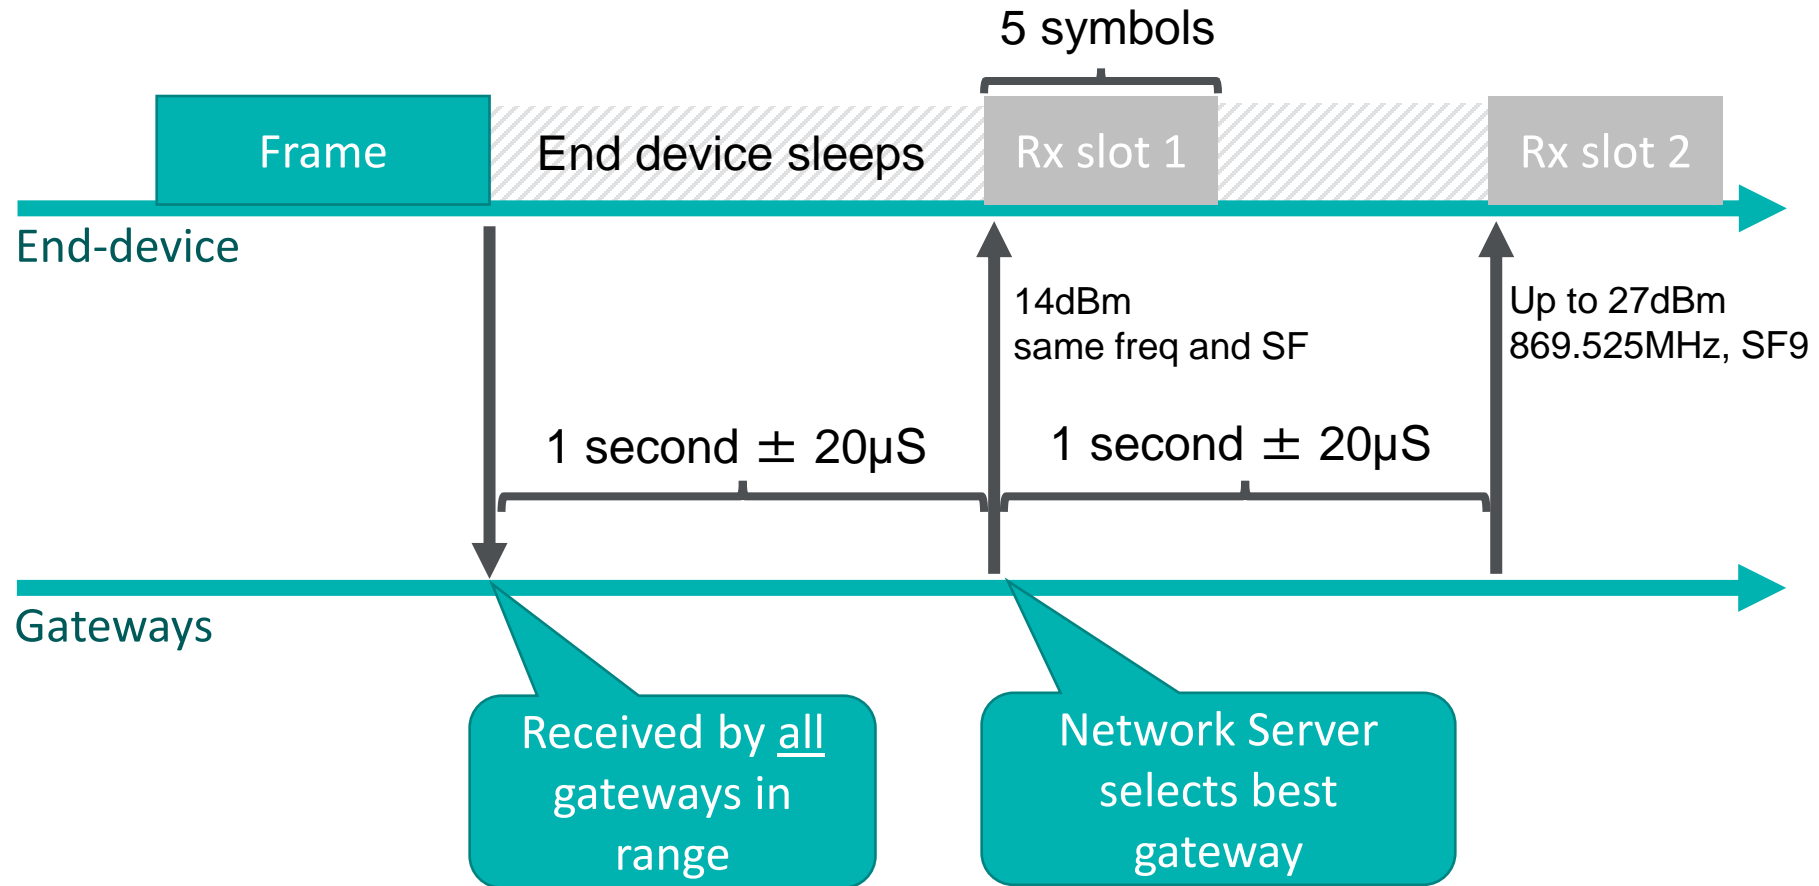 5 symbols
Frame
End device sleeps
Rx slot 1
Rx slot 2
End-device
14dBm
same freq and SF
Up to 27dBm
869.525MHz, SF9
1 second ± 20µS
1 second ± 20µS
Gateways
Received by all
gateways in
range
Network Server
selects best
gateway